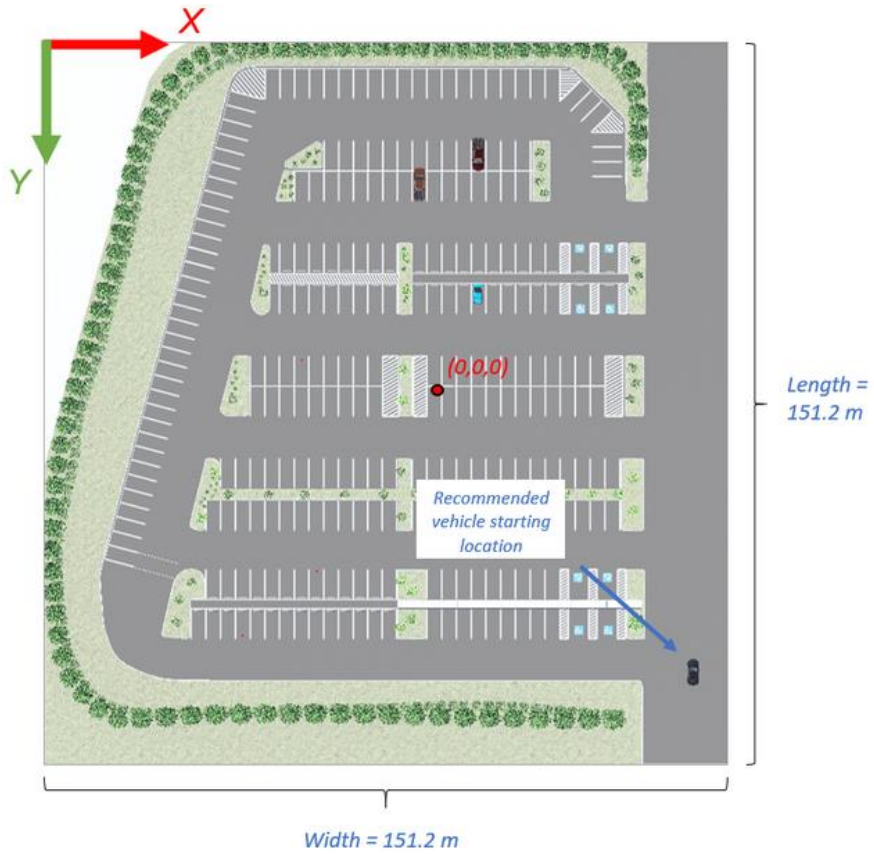 X
Y
(0,0,0)
Length =
151.2 m
Recommended
vehicle starting
location
Width = 151.2 m